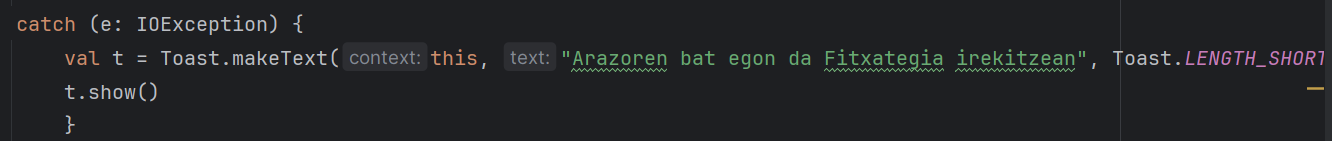 catch (e: IOException) {
val t = Toast.makeText( context: this, text: "Arazoren bat egon da Fitxategia irekitzean", Toast.LENGTH_SHORT
t.show()
}